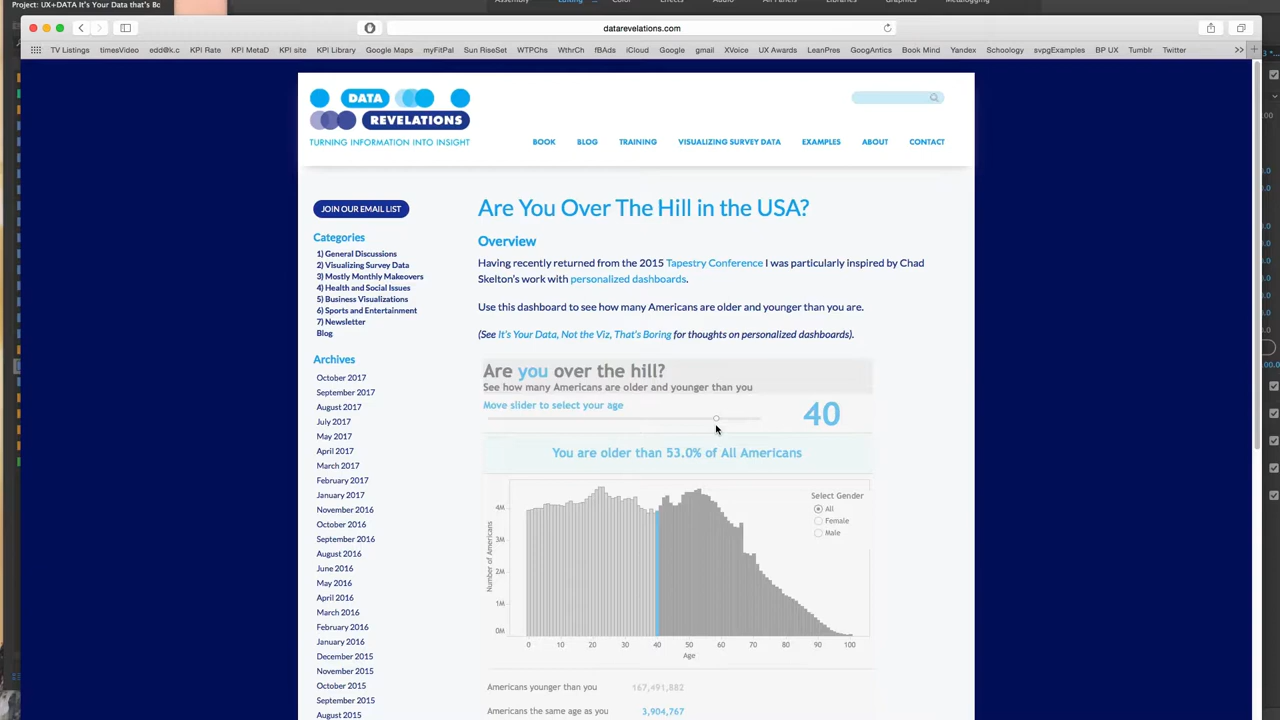 Project: UX+DATA It's Your Data that's Bo
Assembly
Editing
Color
Effects
Audio
All Panels
Libraries
Graphics
Metalogging
datarevelations.com
TV Listings timesVideo edd@k.c KPi Rate KPi MetaD KPI site KPI Library Google Maps myFitPal Sun RiseSet WTPChs WthrCh fBAds iCloud Google gmail XVoice UX Awards LeanPres GoogAntics Book Mind Yandex Schoology svpgExamples BP UX Tumblr Twitter >>
DATA
REVELATIONS
TURNING INFORMATION INTO INSIGHT
BOOK BLOG TRAINING VISUALIZING SURVEY DATA EXAMPLES ABOUT CONTACT
JOIN OUR EMAIL LIST
Categories
1) General Discussions
2) Visualizing Survey Data
3) Mostly Monthly Makeovers
4) Health and Social Issues
5) Business Visualizations
6) Sports and Entertainment
7) Newsletter
Blog
Archives
October 2017
September 2017
August 2017
July 2017
May 2017
April 2017
March 2017
February 2017
January 2017
November 2016
October 2016
September 2016
August 2016
June 2016
May 2016
April 2016
March 2016
February 2016
January 2016
December 2015
November 2015
October 2015
September 2015
August 2015
Are You Over The Hill in the USA?
Overview
Having recently returned from the 2015 Tapestry Conference I was particularly inspired by Chad
Skelton's work with personalized dashboards.
Use this dashboard to see how many Americans are older and younger than you are.
(See It's Your Data, Not the Viz, That's Boring for thoughts on personalized dashboards).
Are you over the hill?
See how many Americans are older and younger than you
Move slider to select your age
40
You are older than 53.0% of All Americans
Select Gender
All
Female
Male
Number of Americans
4M
3M
2M
1M
0M
0 10 20 30 40 50 60 70 80 90 100
Age
Americans younger than you 167,491,882
Americans the same age as you 3,904,767